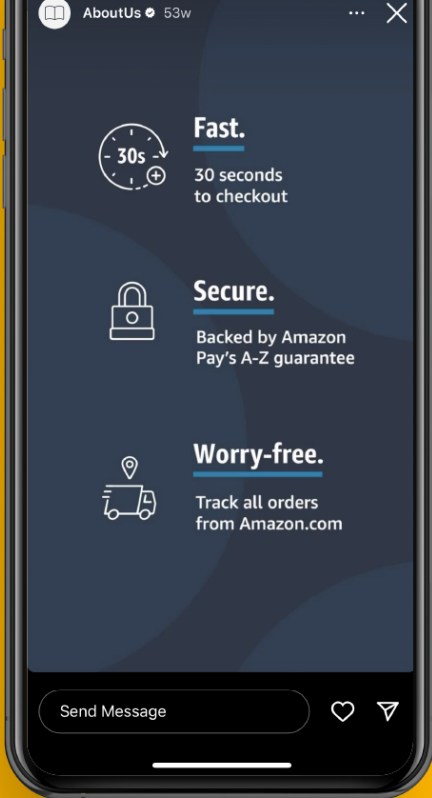 AboutUs 53w
Fast.
30s
30 seconds
to checkout
Secure.
Backed by Amazon
Pay's A-Z guarantee
Worry-free.
Track all orders
from Amazon.com
Send Message